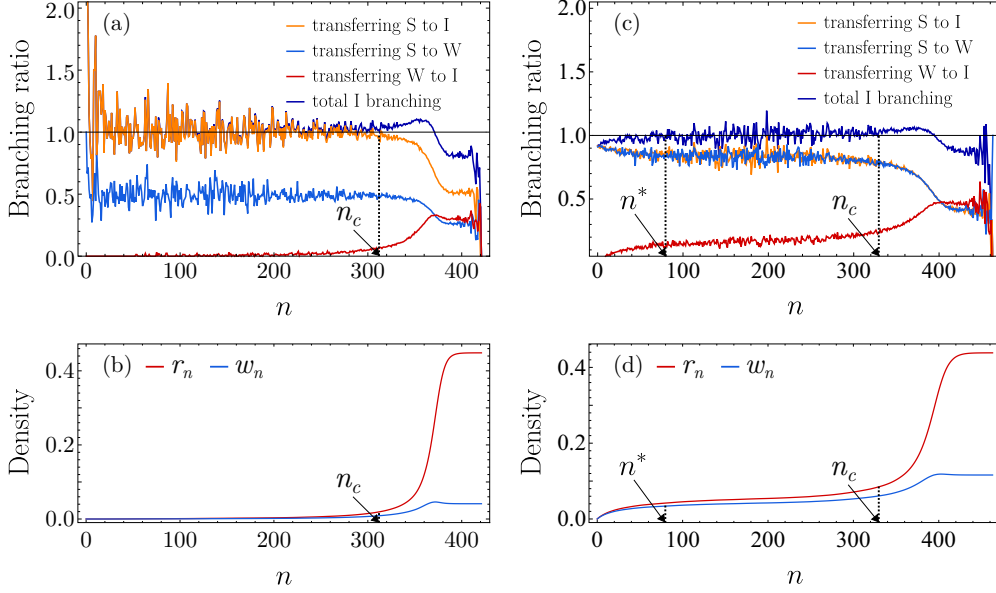 (a)
transferring S to I
transferring S to W
transferring W to I
total I branching
Branching ratio
2.0
1.5
1.0
0.5
0.0
n_c
0 100 200 300 400
n
(c)
transferring S to I
transferring S to W
transferring W to I
total I branching
Branching ratio
2.0
1.5
1.0
0.5
n*
n_c
0 100 200 300 400
n
(b) r_n w_n
Density
0.4
0.2
0.0
n_c
0 100 200 300 400
n
(d) r_n w_n
Density
0.4
0.2
0.0
n*
n_c
0 100 200 300 400
n